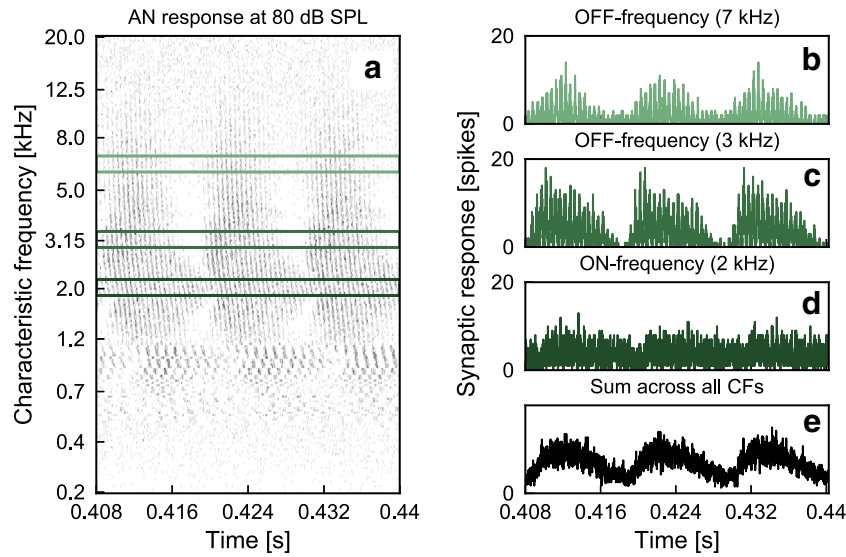 AN response at 80 dB SPL
a
Characteristic frequency [kHz]
20.0
12.5
8.0
5.0
3.15
2.0
1.2
0.7
0.4
0.2
0.408
0.416
0.424
0.432
0.44
Time [s]
Synaptic response [spikes]
OFF-frequency (7 kHz)
b
20
0
OFF-frequency (3 kHz)
c
20
0
ON-frequency (2 kHz)
d
20
0
Sum across all CFs
e
0
0.408
0.416
0.424
0.432
0.44
Time [s]